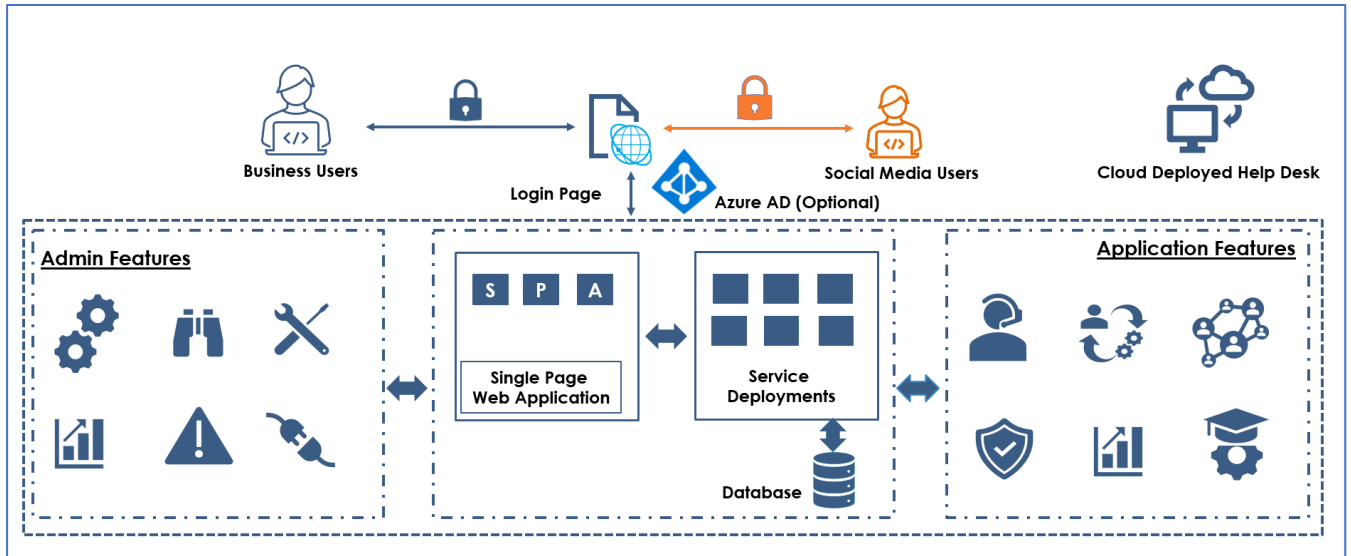 Business Users
Login Page
Azure AD (Optional)
Social Media Users
Cloud Deployed Help Desk
Admin Features
S P A
Single Page
Web Application
Service
Deployments
Database
Application Features